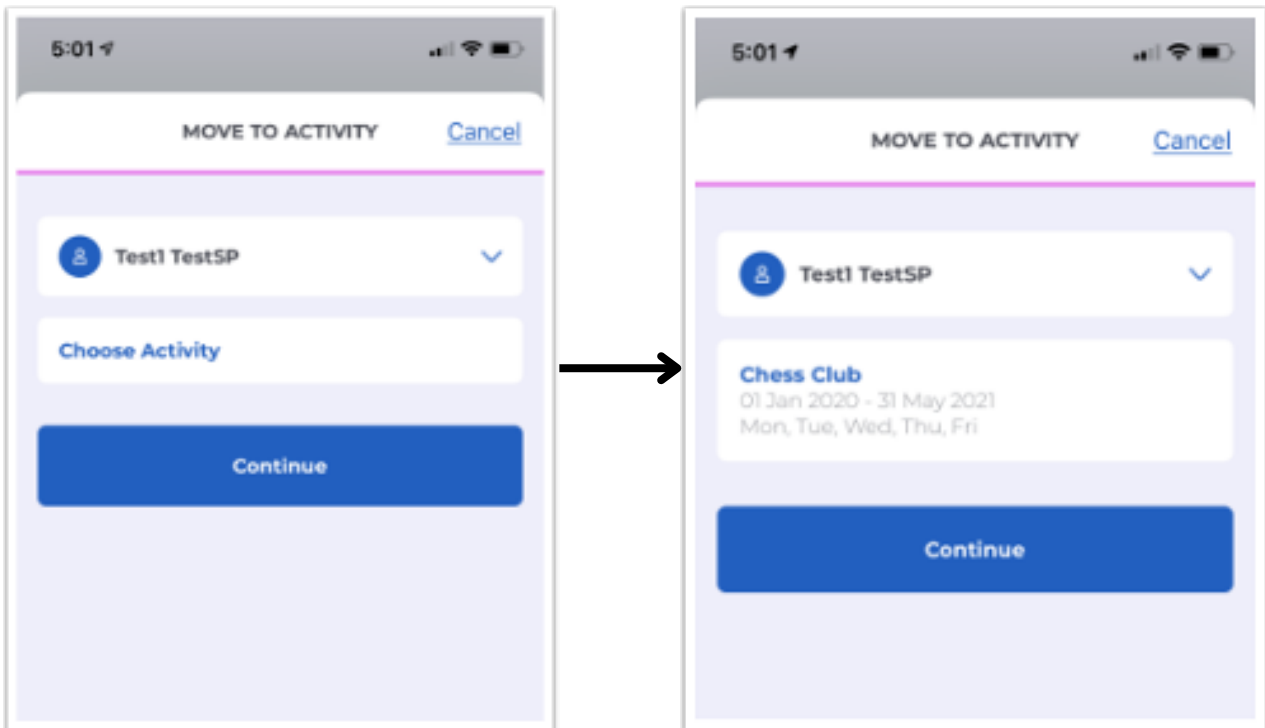 5:01
MOVE TO ACTIVITY
Cancel
Test1 TestSP
Choose Activity
Continue
5:01
MOVE TO ACTIVITY
Cancel
Test1 TestSP
Chess Club
01 Jan 2020 - 31 May 2021
Mon, Tue, Wed, Thu, Fri
Continue